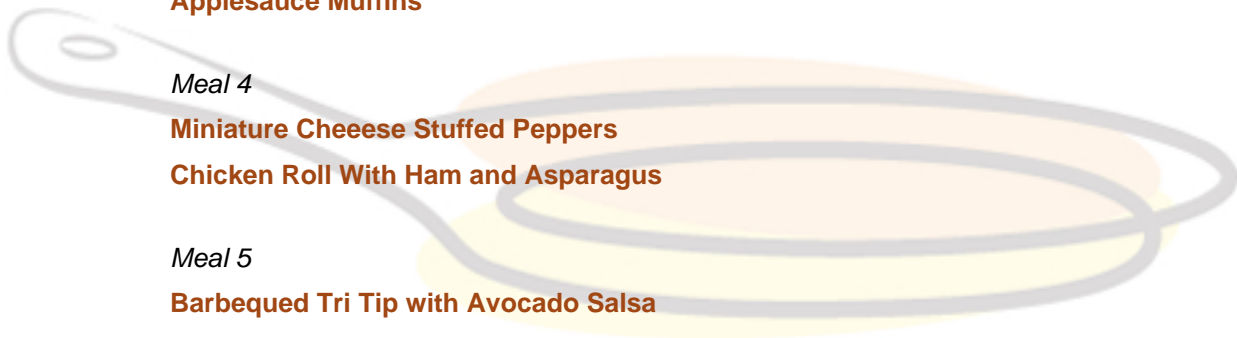 Applesauce Muffins
Meal 4
Miniature Cheeese Stuffed Peppers
Chicken Roll With Ham and Asparagus
Meal 5
Barbequed Tri Tip with Avocado Salsa